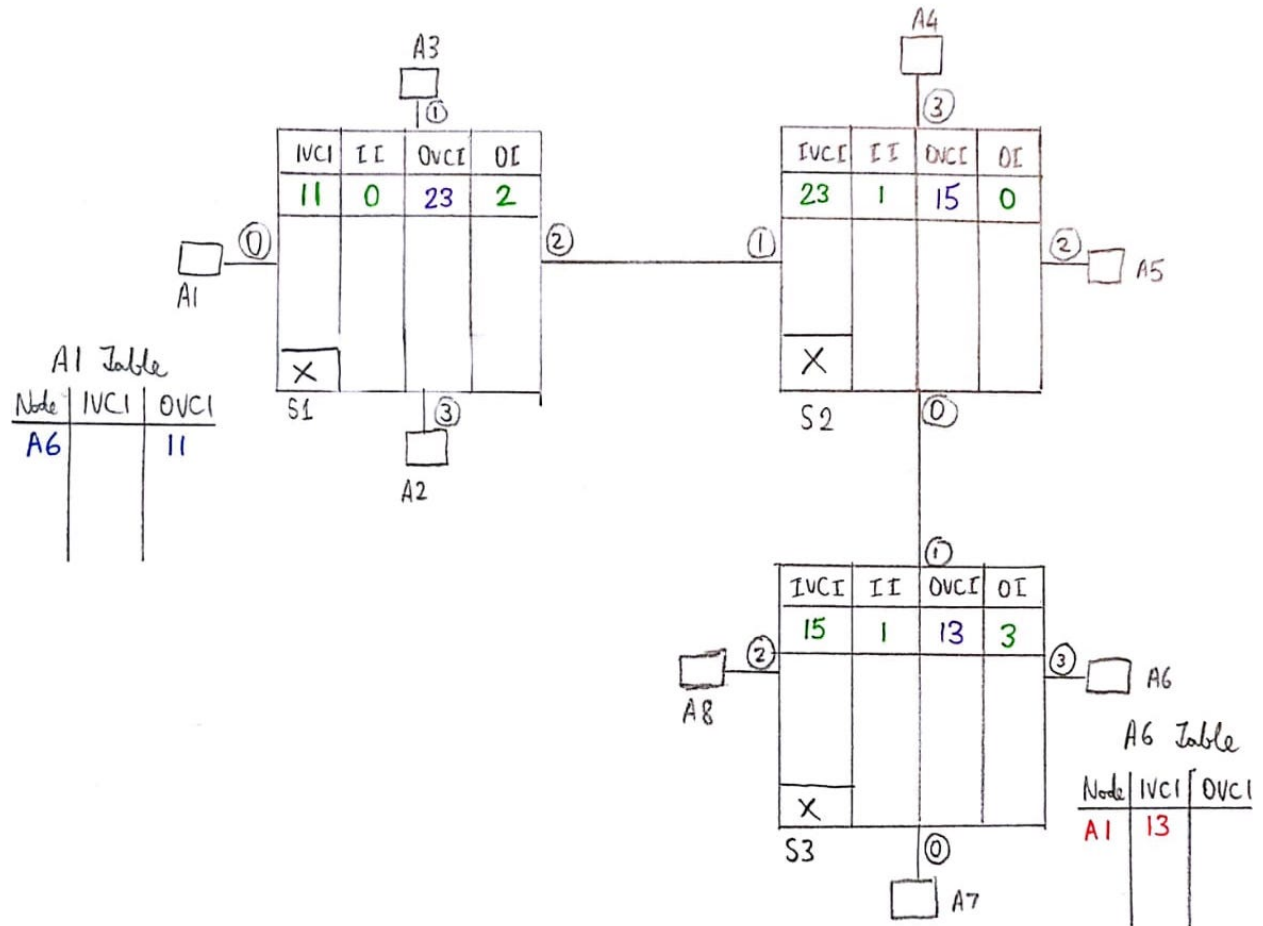 A3
①
A4
③
IVCI II OVCI OI
11 0 23 2
IVCI II OVCI OI
23 1 15 0
⓪
A1
②
①
②
A5
A1 Table
Node IVCI OVCI
A6 11
X
S1
③
A2
X
S2
⓪
①
IVCI II OVCI OI
15 1 13 3
②
A8
③
A6
A6 Table
Node IVCI OVCI
A1 13
X
S3
⓪
A7